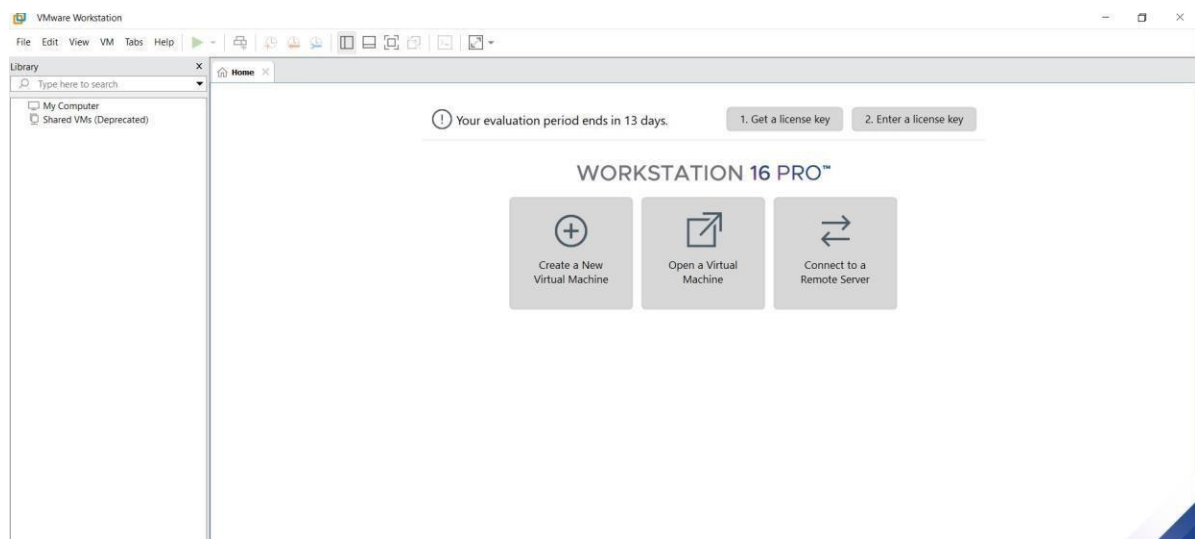 VMware Workstation
File Edit View VM Tabs Help
Library
Type here to search
My Computer
Shared VMs (Deprecated)
Home
Your evaluation period ends in 13 days.
1. Get a license key
2. Enter a license key
WORKSTATION 16 PRO™
Create a New
Virtual Machine
Open a Virtual
Machine
Connect to a
Remote Server